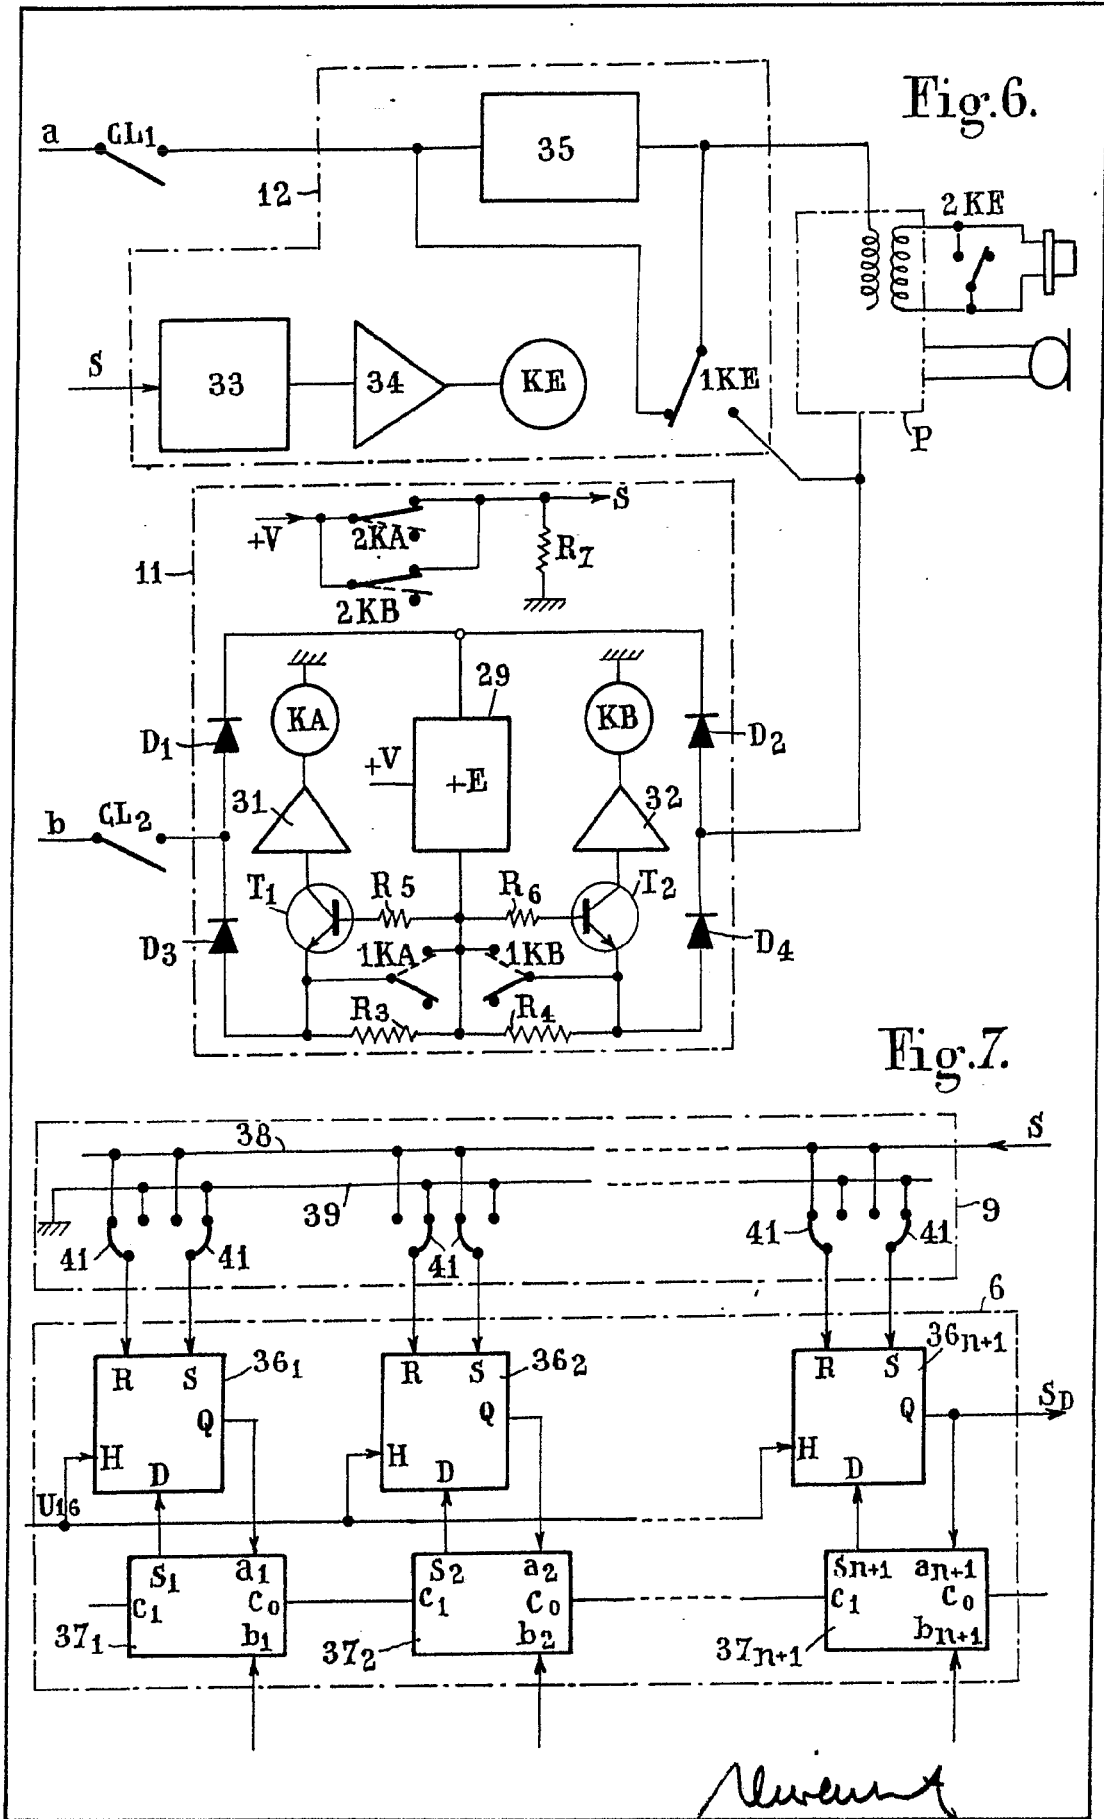 Fig.6.
a CL1
35
12
2KE
S
33
34
KE
1KE
P
+V
2KA
S
R7
11
2KB
29
KA
KB
D1
+V
+E
D2
31
32
b CL2
T1
R5
R6
T2
D3
1KA
1KB
D4
R3
R4
Fig.7.
38
S
39
9
41
41
41
41
41
6
R S
361
R S
362
R S
36n+1
Q
Q
Q
SD
H
H
H
D
D
D
U16
S1 a1
S2 a2
Sn+1 an+1
C1 C0
C1 C0
C1 C0
371
b1
372
b2
37n+1
bn+1